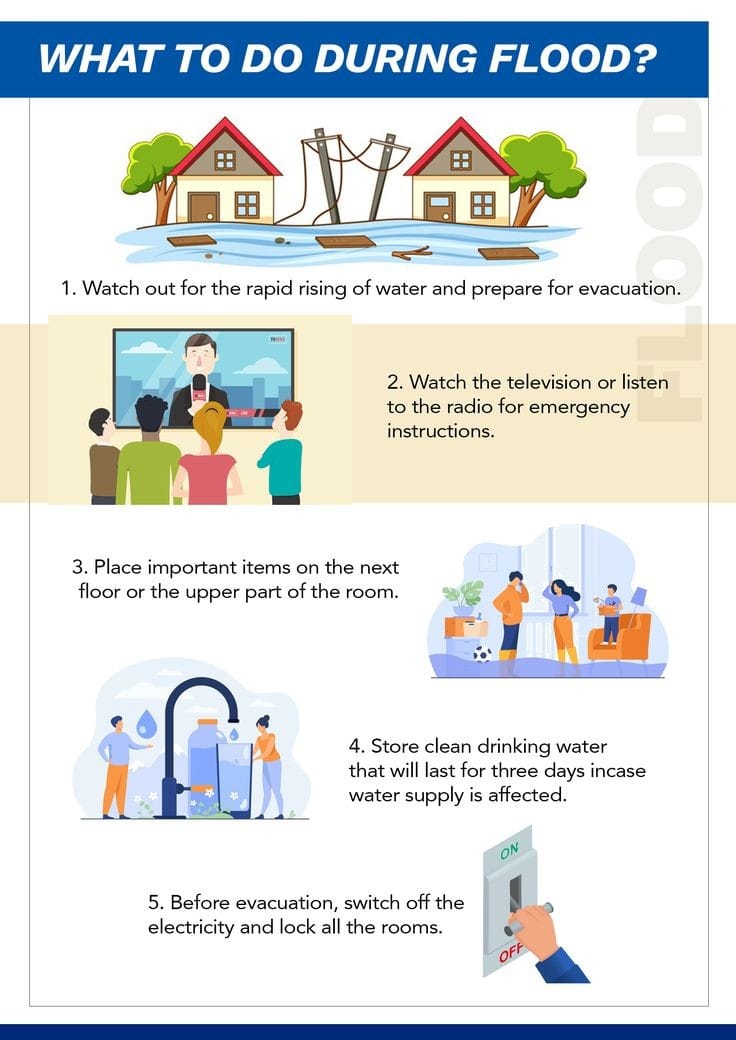 WHAT TO DO DURING FLOOD?
FLOOD
1. Watch out for the rapid rising of water and prepare for evacuation.
2. Watch the television or listen
to the radio for emergency
instructions.
3. Place important items on the next
floor or the upper part of the room.
4. Store clean drinking water
that will last for three days incase
water supply is affected.
ON
5. Before evacuation, switch off the
electricity and lock all the rooms.
OFF